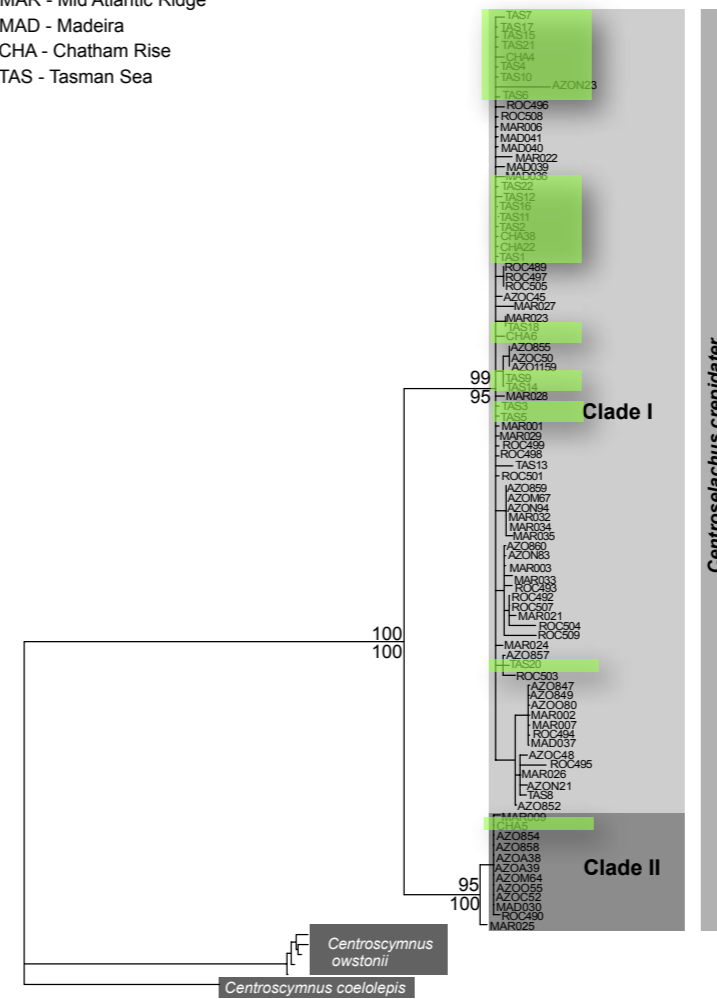 MAR - Mid Atlantic Ridge
MAD - Madeira
CHA - Chatham Rise
TAS - Tasman Sea
TAS7
TAS17
TAS15
TAS21
CHA4
TAS4
TAS10
AZON23
TAS6
ROC496
ROC508
MAR006
MAD041
MAD040
MAR022
MAD039
MAD036
TAS22
TAS12
TAS16
TAS11
TAS2
CHA38
CHA22
TAS1
ROC489
ROC497
ROC505
AZOC45
MAR027
MAR023
TAS18
CHA6
AZO855
AZOC50
AZO1159
TAS9
TAS14
MAR028
TAS3
TAS5
MAR001
MAR029
ROC499
ROC498
TAS13
ROC501
AZO859
AZOM67
AZON94
MAR032
MAR034
MAR035
AZO860
AZON83
MAR003
MAR033
ROC493
ROC492
ROC507
MAR021
ROC504
ROC509
MAR024
AZO857
TAS20
ROC503
AZO847
AZO849
AZOO80
MAR002
MAR007
ROC494
MAD037
AZOC48
ROC495
MAR026
AZON21
TAS8
AZO852
MAR009
CHA5
AZO854
AZO858
AZOA38
AZOA39
AZOM64
AZOO55
AZOC52
MAD030
ROC490
MAR025
99
95
Clade I
100
100
95
100
Clade II
Centroselachus crepidater
Centroscymnus
owstonii
Centroscymnus coelolepis